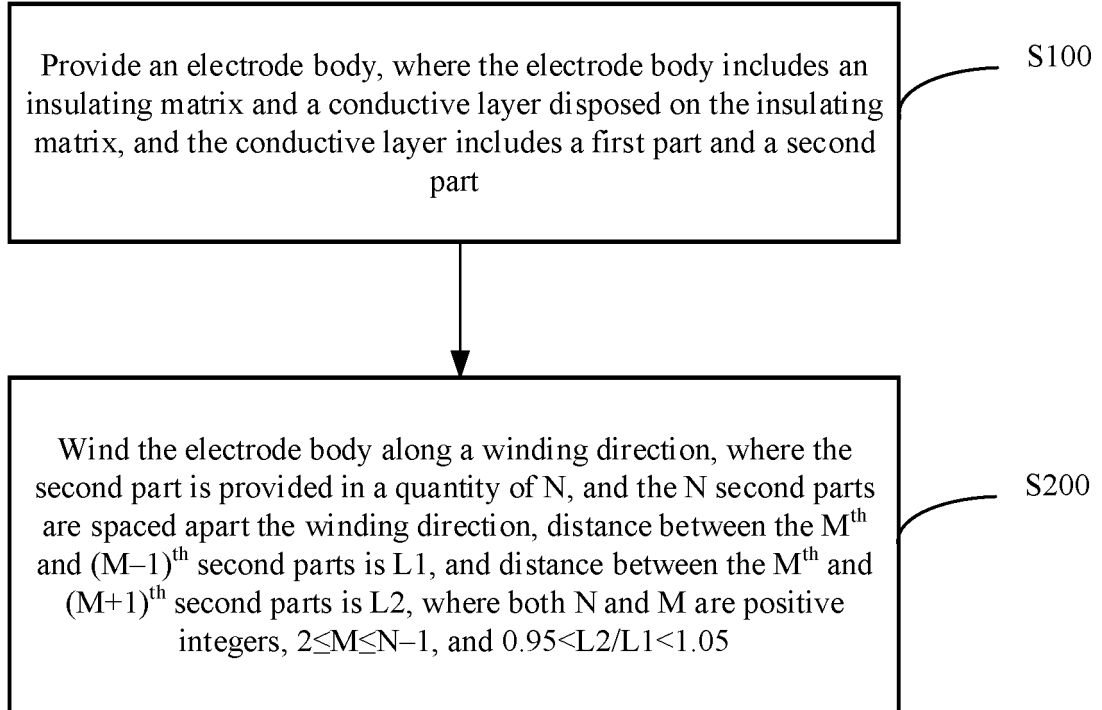 Provide an electrode body, where the electrode body includes an
insulating matrix and a conductive layer disposed on the insulating
matrix, and the conductive layer includes a first part and a second
part
S100
Wind the electrode body along a winding direction, where the
second part is provided in a quantity of N, and the N second parts
are spaced apart the winding direction, distance between the Mth
and (M–1)th second parts is L1, and distance between the Mth and
(M+1)th second parts is L2, where both N and M are positive
integers, 2≤M≤N–1, and 0.95<L2/L1<1.05
S200